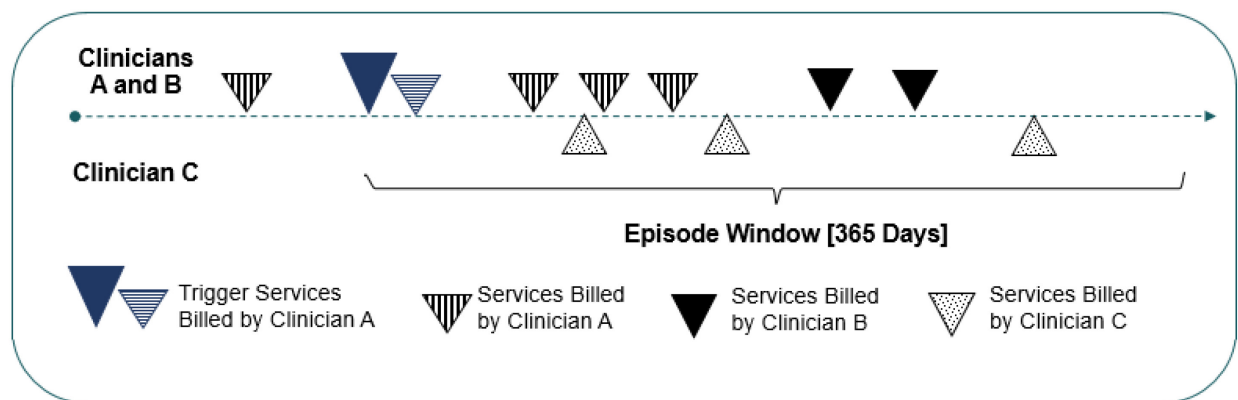 Clinicians
A and B
Clinician C
Episode Window [365 Days]
Trigger Services
Billed by Clinician A
Services Billed
by Clinician A
Services Billed
by Clinician B
Services Billed
by Clinician C